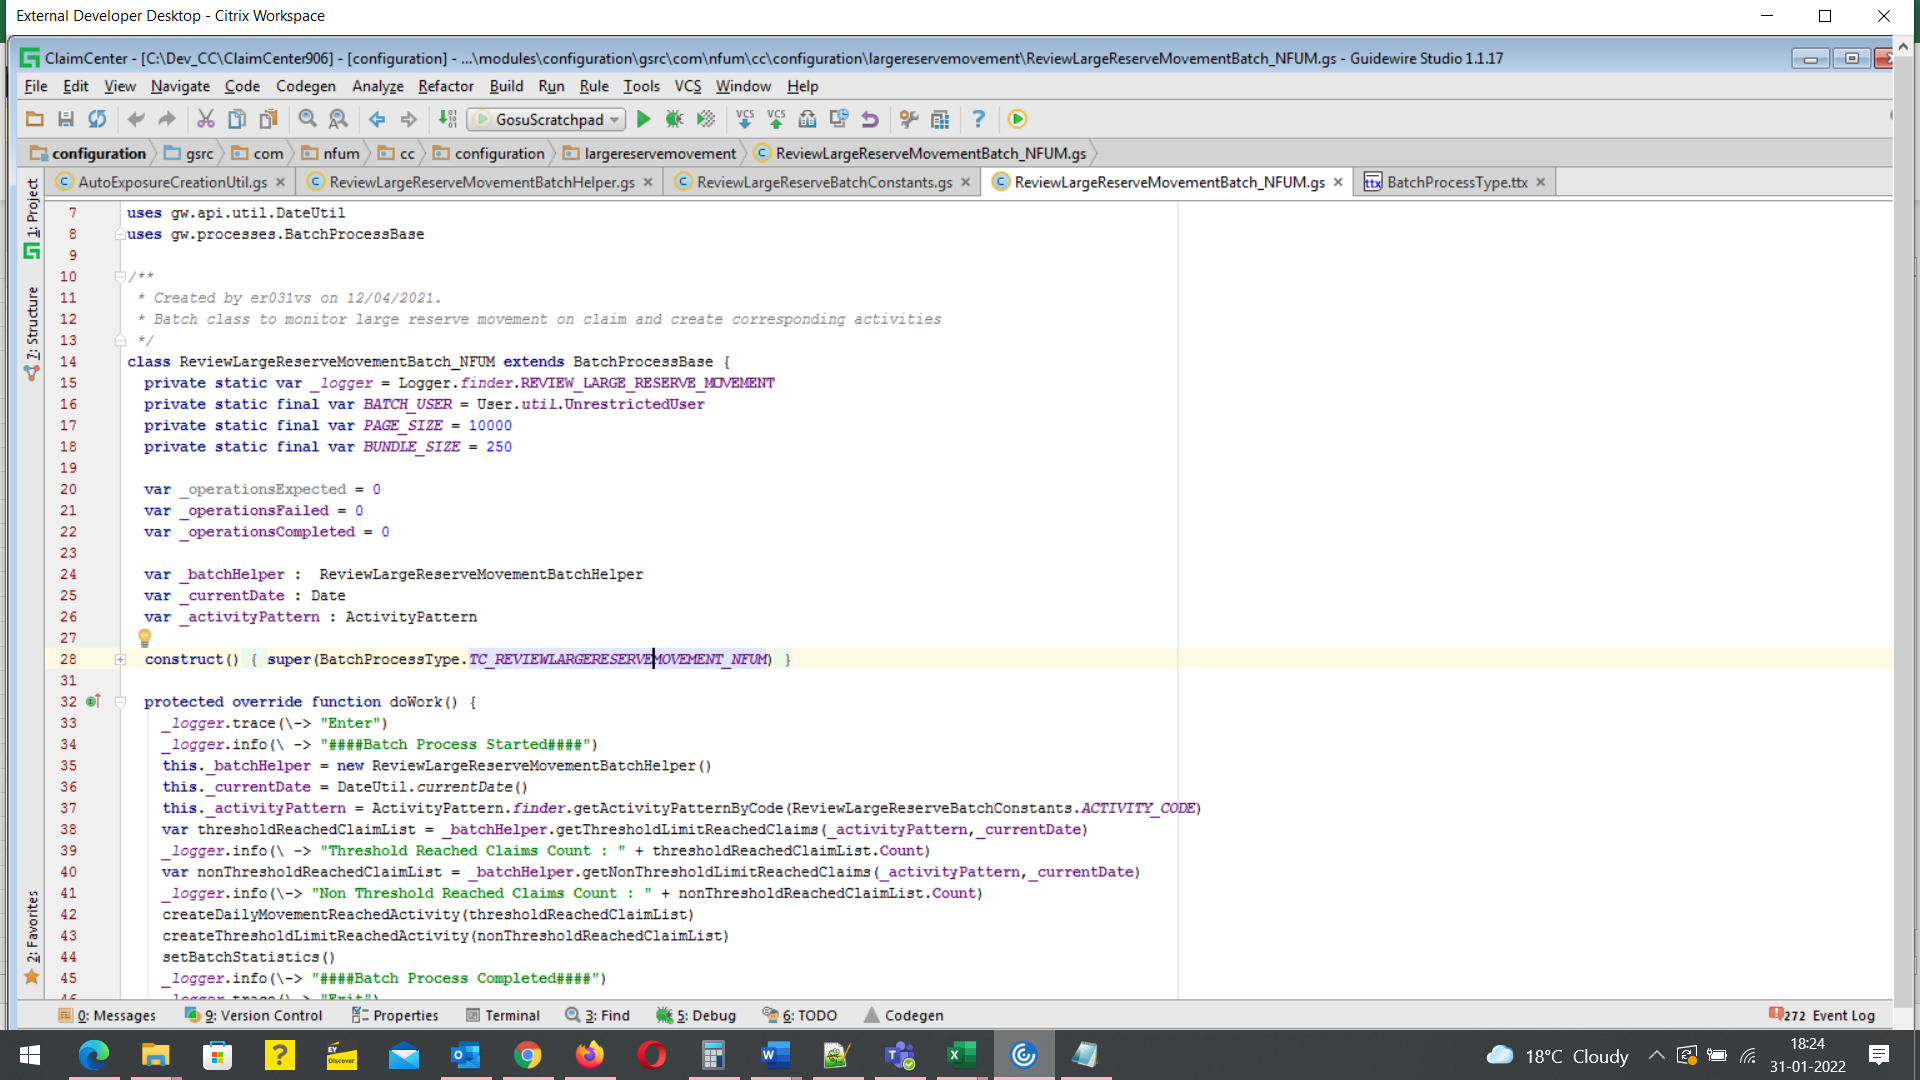 External Developer Desktop - Citrix Workspace
ClaimCenter - [C:\Dev_CC\ClaimCenter906] - [configuration] - ...\modules\configuration\gsrc\com\nfum\cc\configuration\largereservemovement\ReviewLargeReserveMovementBatch_NFUM.gs - Guidewire Studio 1.1.17
File Edit View Navigate Code Codegen Analyze Refactor Build Run Rule Tools VCS Window Help
GosuScratchpad VCS VCS ?
configuration gsrc com nfum cc configuration largereservemovement ReviewLargeReserveMovementBatch_NFUM.gs
AutoExposureCreationUtil.gs ReviewLargeReserveMovementBatchHelper.gs ReviewLargeReserveBatchConstants.gs ReviewLargeReserveMovementBatch_NFUM.gs ttx BatchProcessType.ttx
1: Project
7: Structure
2: Favorites
7 uses gw.api.util.DateUtil
8 uses gw.processes.BatchProcessBase
9
10 /**
11 * Created by er031vs on 12/04/2021.
12 * Batch class to monitor large reserve movement on claim and create corresponding activities
13 */
14 class ReviewLargeReserveMovementBatch_NFUM extends BatchProcessBase {
15 private static var _logger = Logger.finder.REVIEW_LARGE_RESERVE_MOVEMENT
16 private static final var BATCH_USER = User.util.UnrestrictedUser
17 private static final var PAGE_SIZE = 10000
18 private static final var BUNDLE_SIZE = 250
19
20 var _operationsExpected = 0
21 var _operationsFailed = 0
22 var _operationsCompleted = 0
23
24 var _batchHelper : ReviewLargeReserveMovementBatchHelper
25 var _currentDate : Date
26 var _activityPattern : ActivityPattern
27
28 construct() { super(BatchProcessType.TC_REVIEWLARGERESERVEMOVEMENT_NFUM) }
31
32 protected override function doWork() {
33 _logger.trace(\-> "Enter")
34 _logger.info(\ -> "####Batch Process Started####")
35 this._batchHelper = new ReviewLargeReserveMovementBatchHelper()
36 this._currentDate = DateUtil.currentDate()
37 this._activityPattern = ActivityPattern.finder.getActivityPatternByCode(ReviewLargeReserveBatchConstants.ACTIVITY_CODE)
38 var thresholdReachedClaimList = _batchHelper.getThresholdLimitReachedClaims(_activityPattern,_currentDate)
39 _logger.info(\ -> "Threshold Reached Claims Count : " + thresholdReachedClaimList.Count)
40 var nonThresholdReachedClaimList = _batchHelper.getNonThresholdLimitReachedClaims(_activityPattern,_currentDate)
41 _logger.info(\-> "Non Threshold Reached Claims Count : " + nonThresholdReachedClaimList.Count)
42 createDailyMovementReachedActivity(thresholdReachedClaimList)
43 createThresholdLimitReachedActivity(nonThresholdReachedClaimList)
44 setBatchStatistics()
45 _logger.info(\-> "####Batch Process Completed####")
46 _logger.trace(\-> "Exit")
0: Messages 9: Version Control Properties Terminal 3: Find 5: Debug 6: TODO Codegen 272 Event Log
EY Discover
18°C Cloudy
18:24
31-01-2022